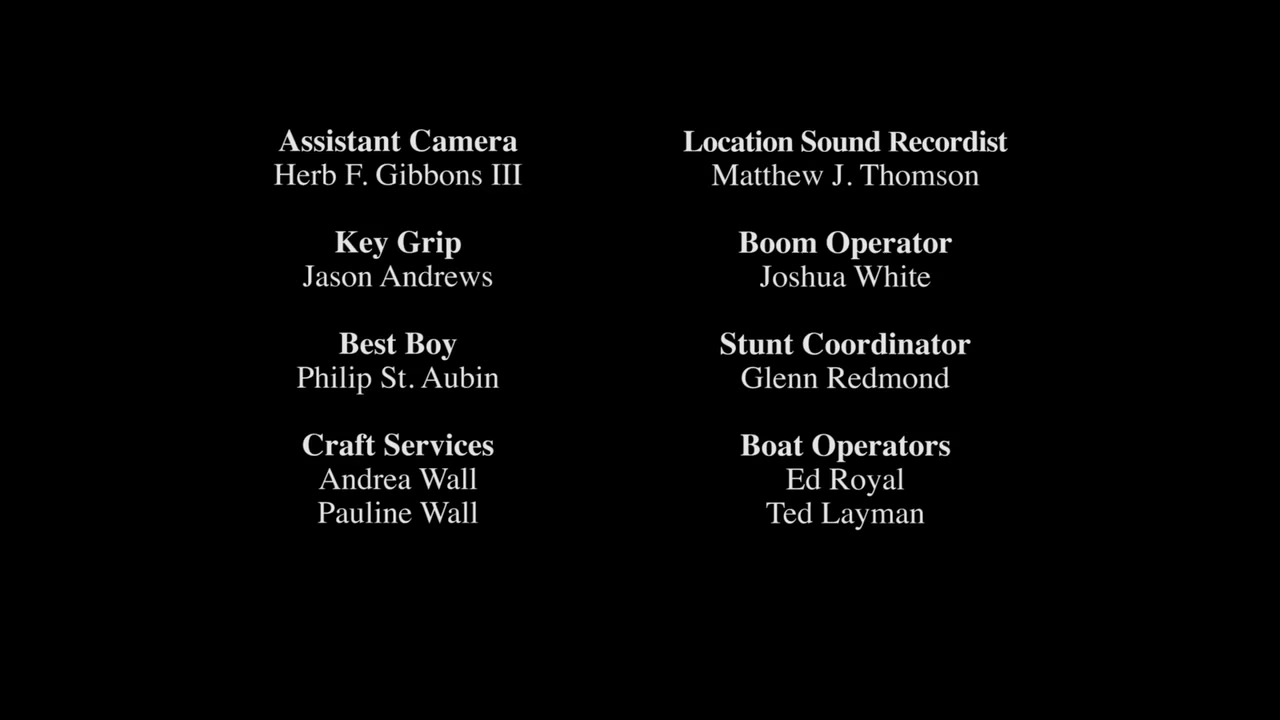 Assistant Camera
Herb F. Gibbons III
Key Grip
Jason Andrews
Best Boy
Philip St. Aubin
Craft Services
Andrea Wall
Pauline Wall
Location Sound Recordist
Matthew J. Thomson
Boom Operator
Joshua White
Stunt Coordinator
Glenn Redmond
Boat Operators
Ed Royal
Ted Layman